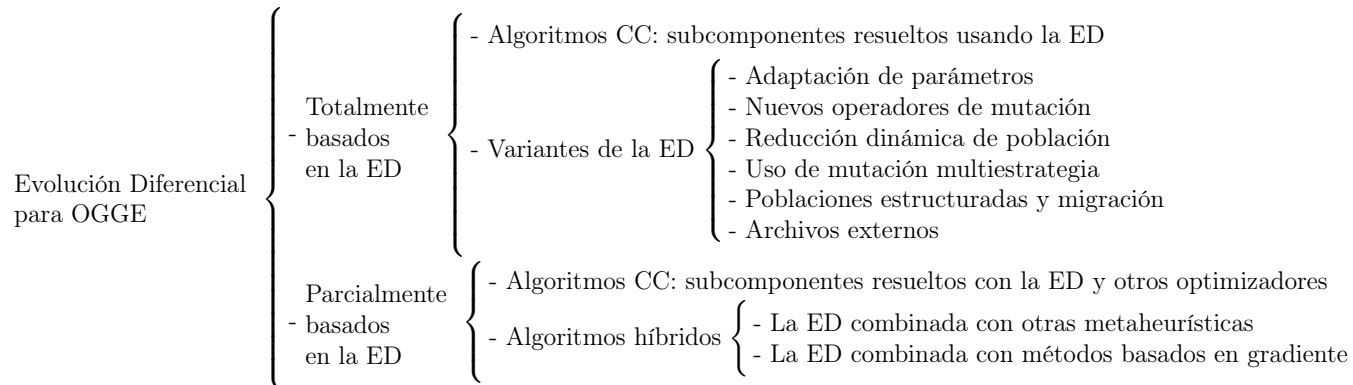 Evolución Diferencial
para OGGE
- Totalmente
basados
en la ED
- Algoritmos CC: subcomponentes resueltos usando la ED
- Variantes de la ED
- Adaptación de parámetros
- Nuevos operadores de mutación
- Reducción dinámica de población
- Uso de mutación multiestrategia
- Poblaciones estructuradas y migración
- Archivos externos
- Parcialmente
basados
en la ED
- Algoritmos CC: subcomponentes resueltos con la ED y otros optimizadores
- Algoritmos híbridos
- La ED combinada con otras metaheurísticas
- La ED combinada con métodos basados en gradiente